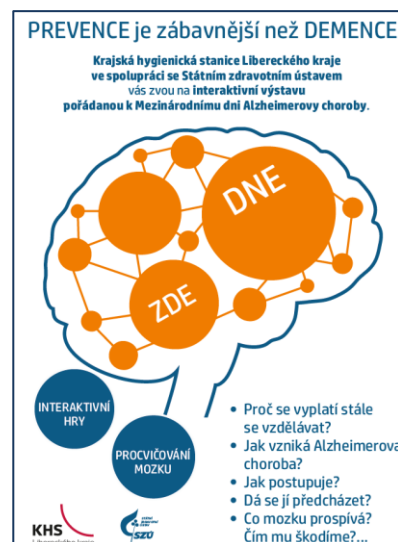 PREVENCE je zábavnější než DEMENCE
Krajská hygienická stanice Libereckého kraje
ve spolupráci se Státním zdravotním ústavem
vás zvou na interaktivní výstavu
pořádanou k Mezinárodnímu dni Alzheimerovy choroby.
DNE
ZDE
INTERAKTIVNÍ
HRY
PROCVIČOVÁNÍ
MOZKU
• Proč se vyplatí stále
se vzdělávat?
• Jak vzniká Alzheimerova
choroba?
• Jak postupuje?
• Dá se jí předcházet?
• Co mozku prospívá?
Čím mu škodíme?...
KHS
SZÚ